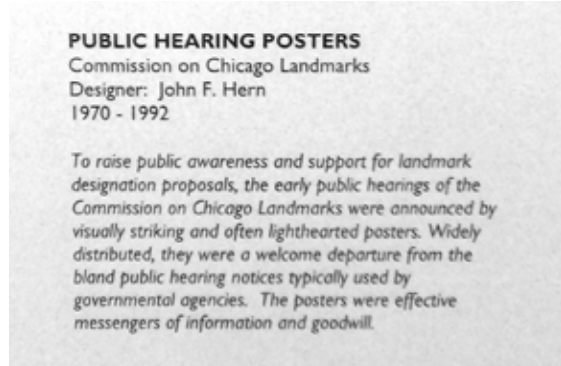 PUBLIC HEARING POSTERS
Commission on Chicago Landmarks
Designer: John F. Hern
1970 - 1992
To raise public awareness and support for landmark
designation proposals, the early public hearings of the
Commission on Chicago Landmarks were announced by
visually striking and often lighthearted posters. Widely
distributed, they were a welcome departure from the
bland public hearing notices typically used by
governmental agencies. The posters were effective
messengers of information and goodwill.